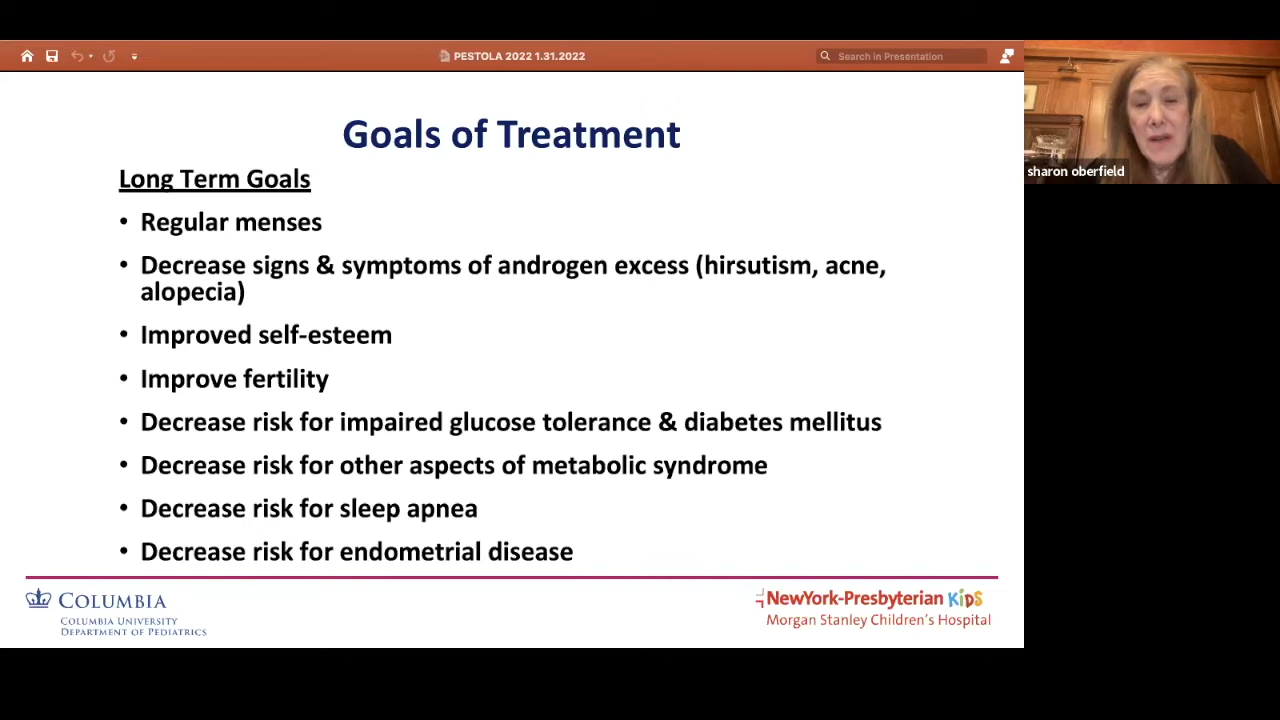 PESTOLA 2022 1.31.2022
Search in Presentation
Goals of Treatment
Long Term Goals
• Regular menses
• Decrease signs & symptoms of androgen excess (hirsutism, acne,
alopecia)
• Improved self-esteem
• Improve fertility
• Decrease risk for impaired glucose tolerance & diabetes mellitus
• Decrease risk for other aspects of metabolic syndrome
• Decrease risk for sleep apnea
• Decrease risk for endometrial disease
COLUMBIA
COLUMBIA UNIVERSITY
DEPARTMENT OF PEDIATRICS
NewYork-Presbyterian KiDS
Morgan Stanley Children's Hospital
sharon oberfield